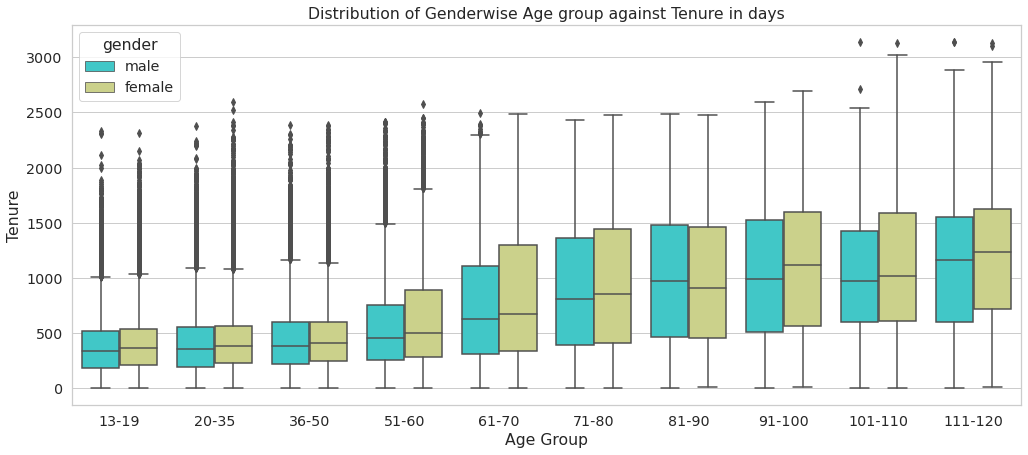 Distribution of Genderwise Age group against Tenure in days
gender
male
female
3000
2500
2000
1500
1000
500
0
Tenure
13-19 20-35 36-50 51-60 61-70 71-80 81-90 91-100 101-110 111-120
Age Group